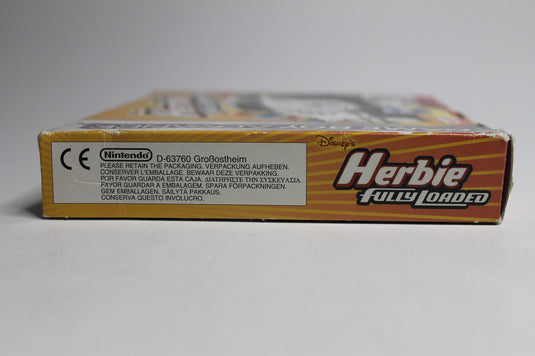 CE
Nintendo
D-63760 Großostheim
PLEASE RETAIN THE PACKAGING. VERPACKUNG AUFHEBEN.
CONSERVER L'EMBALLAGE. BEWAAR DEZE VERPAKKING.
POR FAVOR GUARDA ESTA CAJA. ΔΙΑΤΗΡΗΣΤΕ ΤΗΝ ΣΥΣΚΕΥΑΣΙΑ.
FAVOR GUARDAR A EMBALAGEM. SPARA FÖRPACKNINGEN.
GEM EMBALLAGEN. SÄILYTÄ PAKKAUS.
CONSERVA QUESTO INVOLUCRO.
DISNEY'S
Herbie
FULLY LOADED